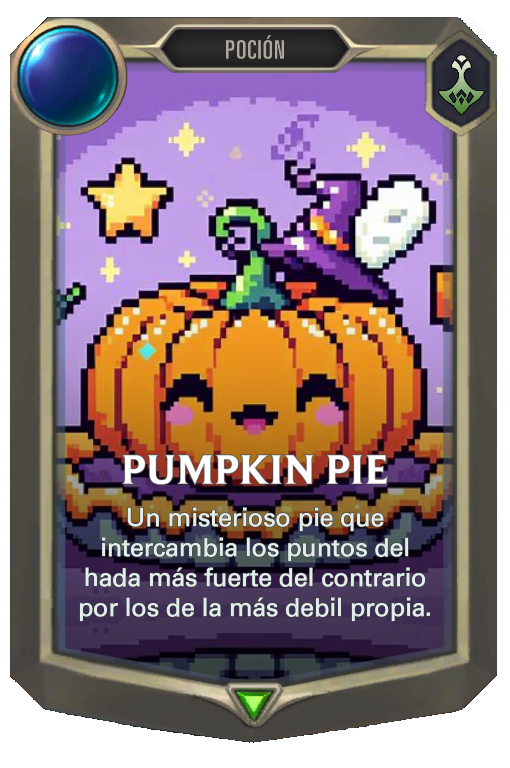 POCIÓN
PUMPKIN PIE
Un misterioso pie que
intercambia los puntos del
hada más fuerte del contrario
por los de la más debil propia.